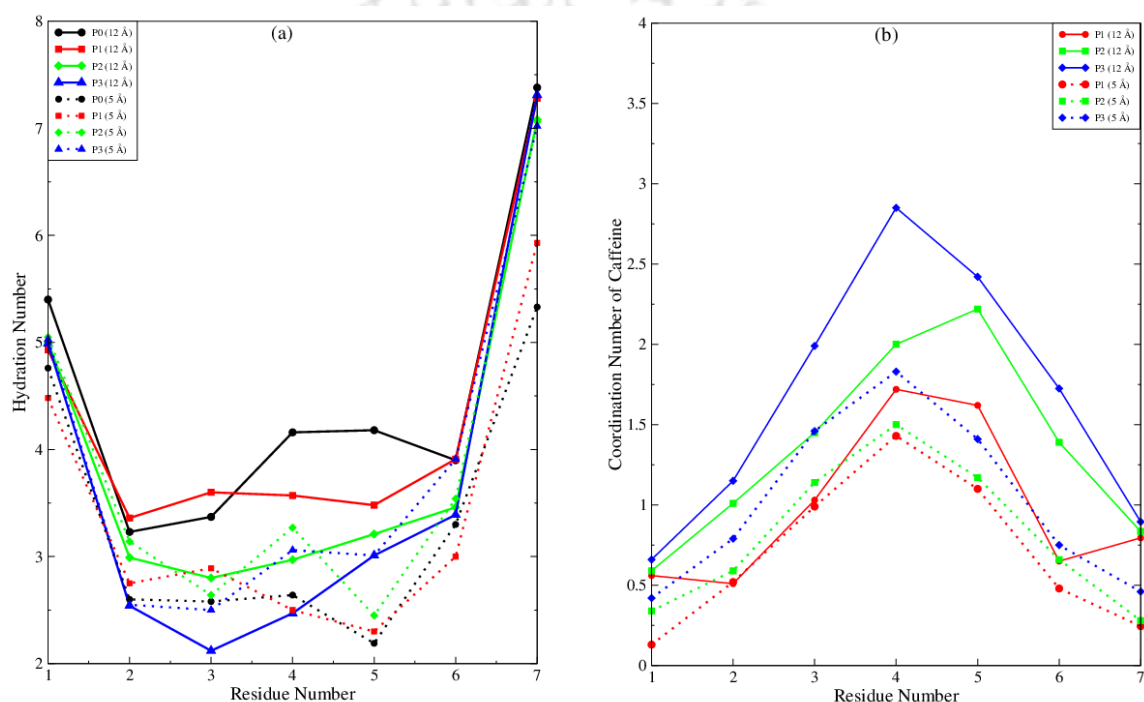 (a)
P0 (12 Å)
P1 (12 Å)
P2 (12 Å)
P3 (12 Å)
P0 (5 Å)
P1 (5 Å)
P2 (5 Å)
P3 (5 Å)
8
7
6
5
4
3
2
Hydration Number
1 2 3 4 5 6 7
Residue Number
(b)
P1 (12 Å)
P2 (12 Å)
P3 (12 Å)
P1 (5 Å)
P2 (5 Å)
P3 (5 Å)
4
3.5
3
2.5
2
1.5
1
0.5
0
Coordination Number of Caffeine
1 2 3 4 5 6 7
Residue Number